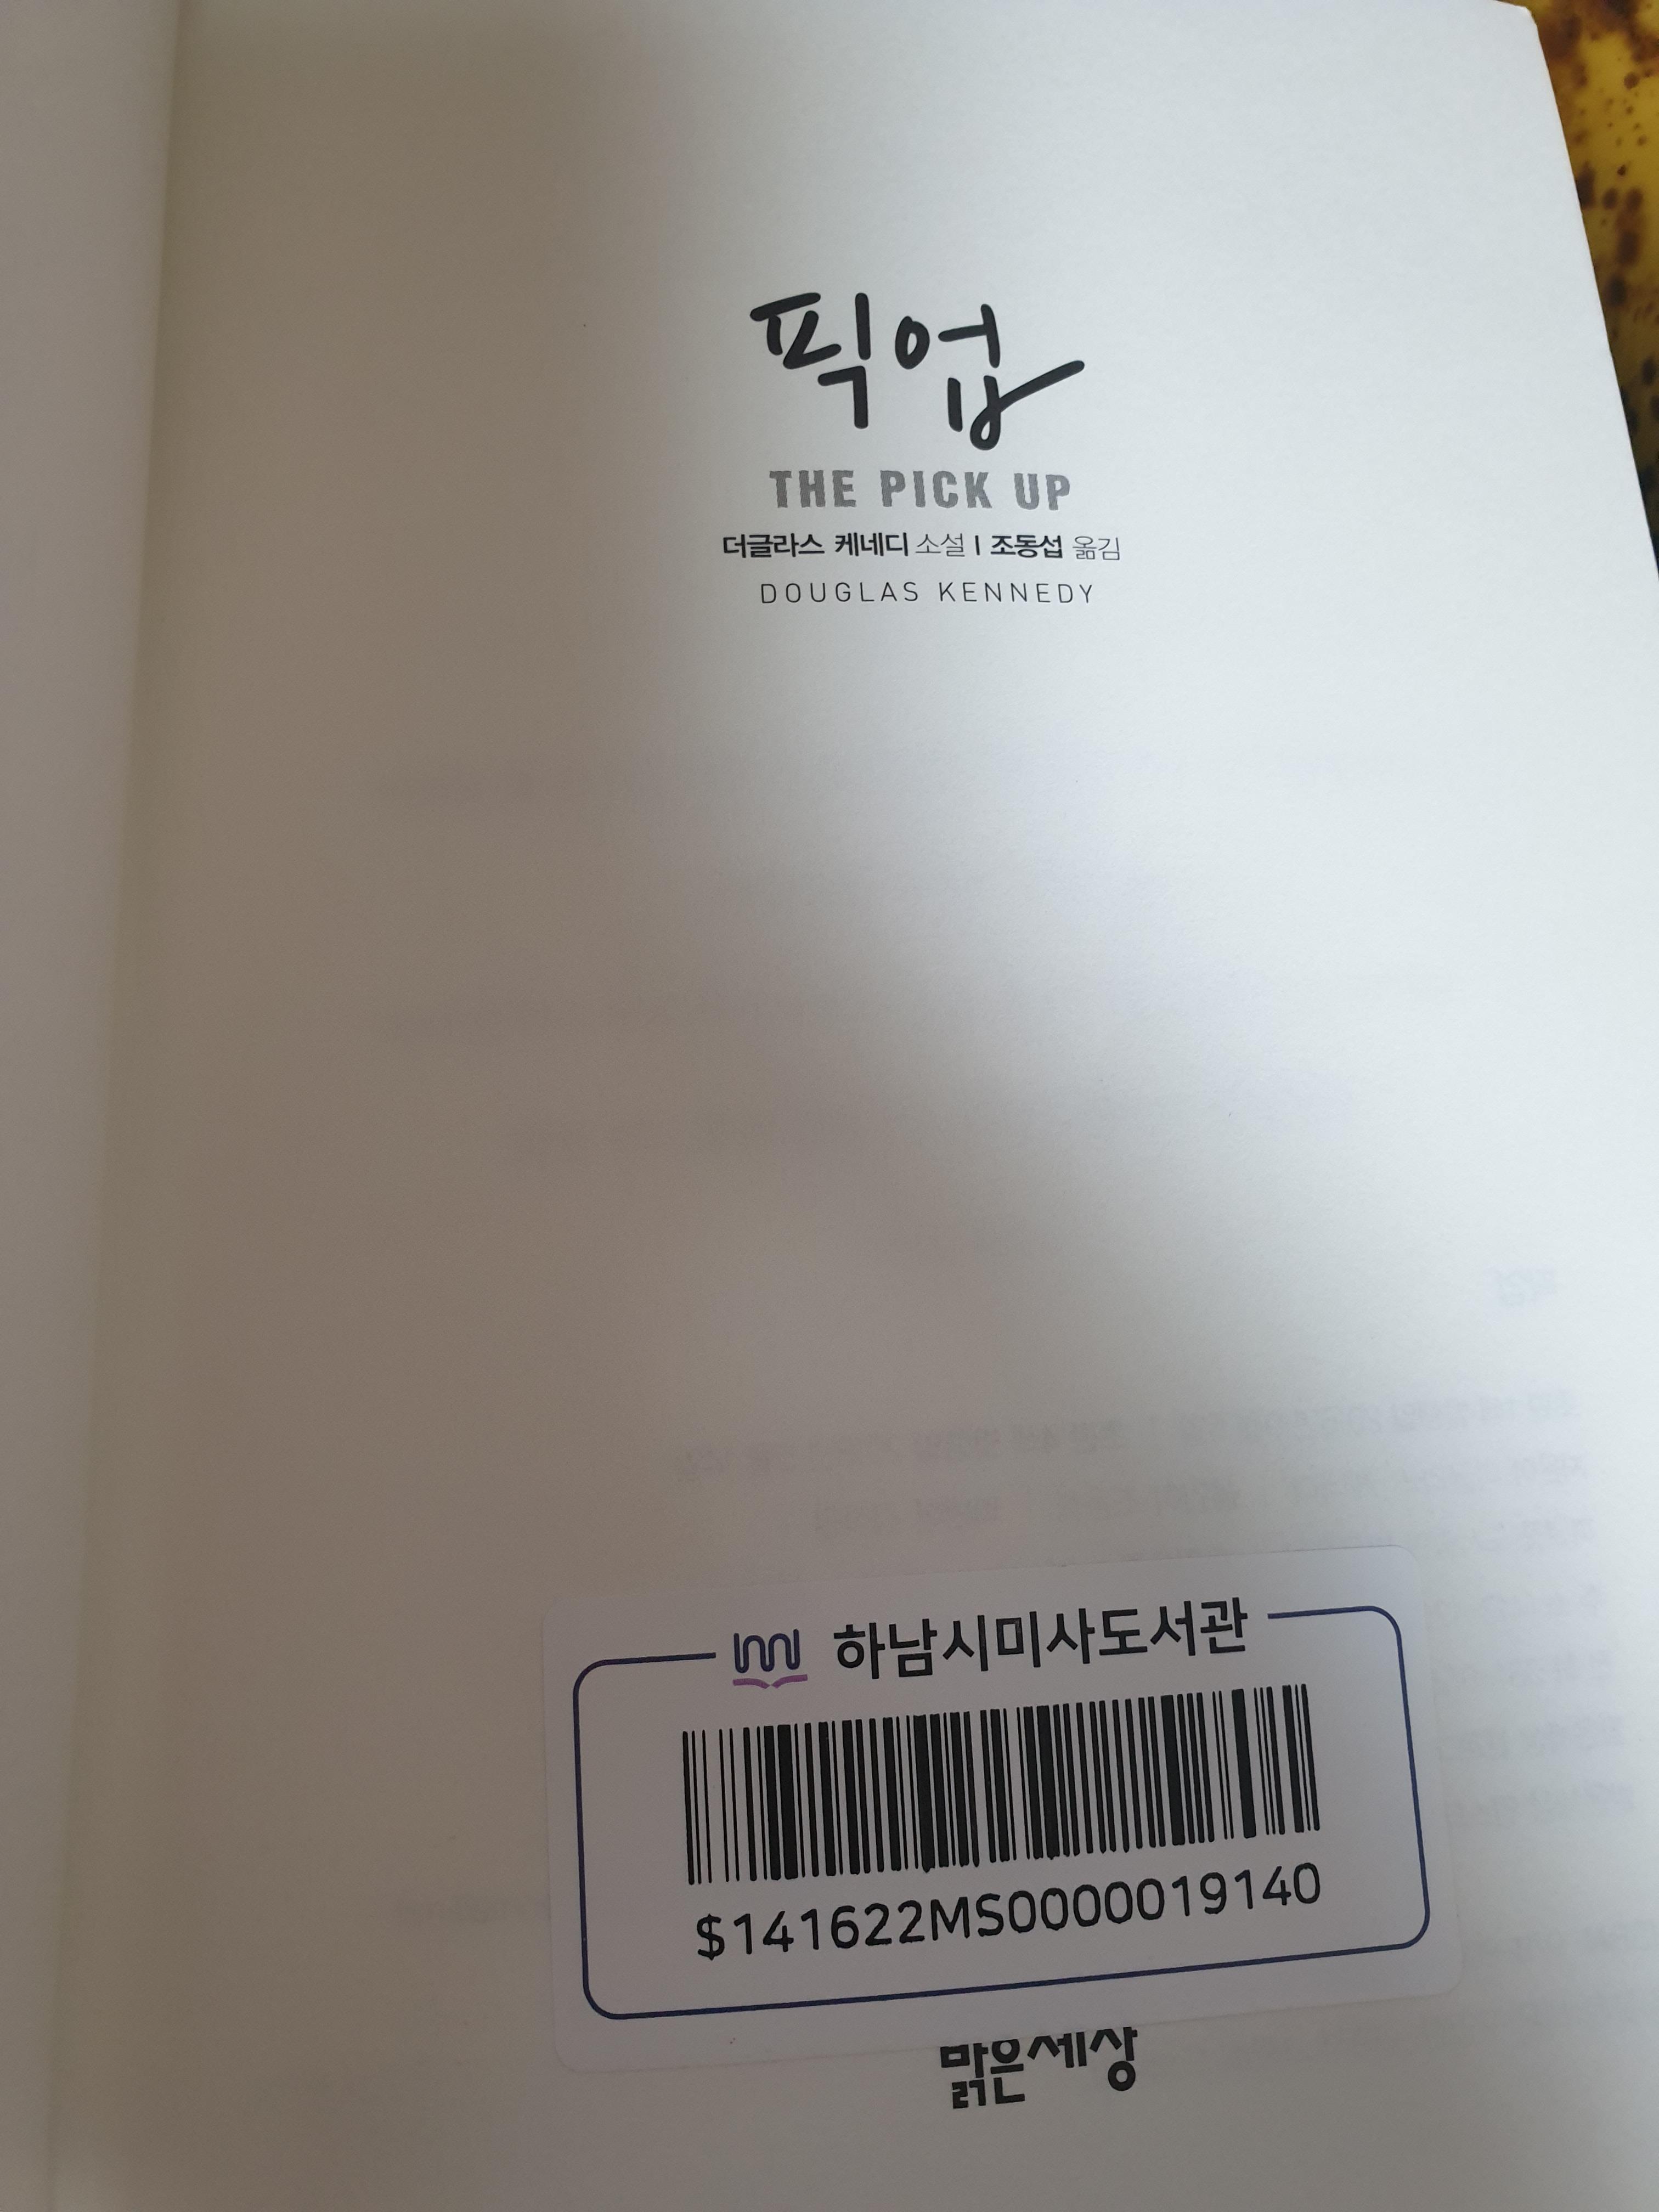 픽업
THE PICK UP
더글라스 케네디 소설 | 조동섭 옮김
DOUGLAS KENNEDY
하남시미사도서관
$141622MS0000019140
밝은세상